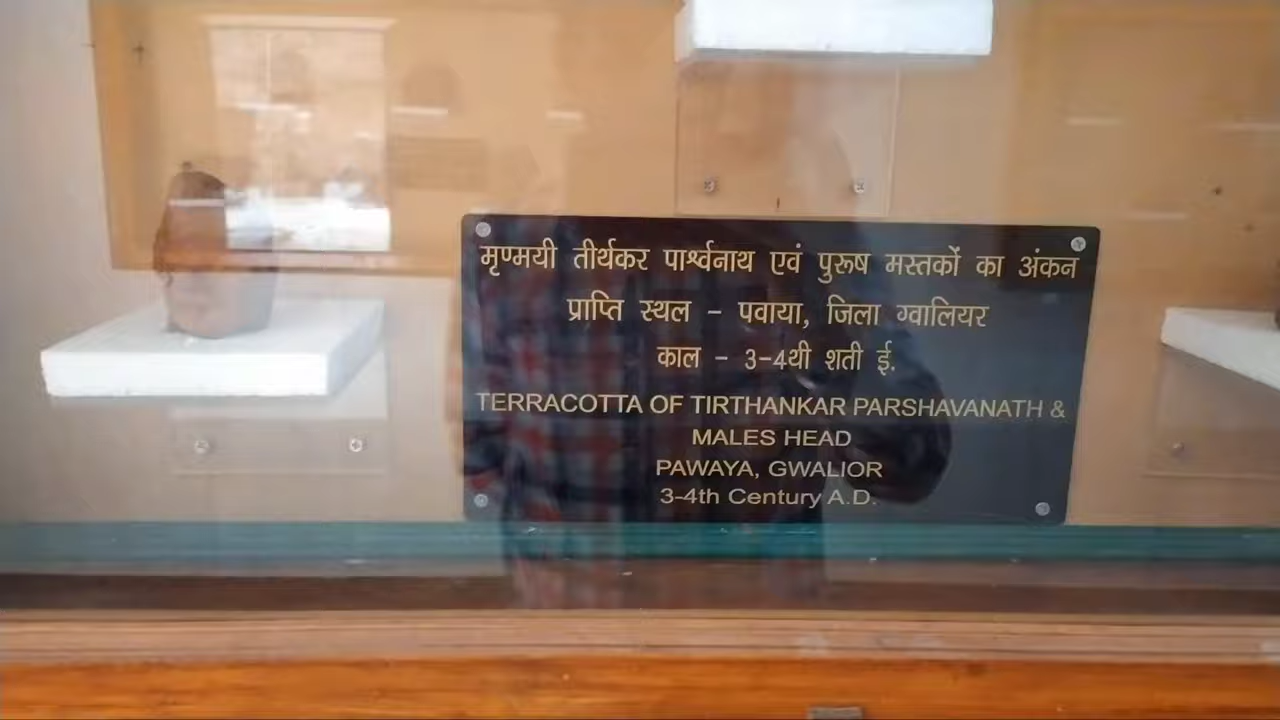 मृण्मयी तीर्थकर पार्श्वनाथ एवं पुरूष मस्तकों का अंकन
प्राप्ति स्थल – पवाया, जिला ग्वालियर
काल – 3-4थी शती ई.
TERRACOTTA OF TIRTHANKAR PARSHAVANATH &
MALES HEAD
PAWAYA, GWALIOR
3-4th Century A.D.